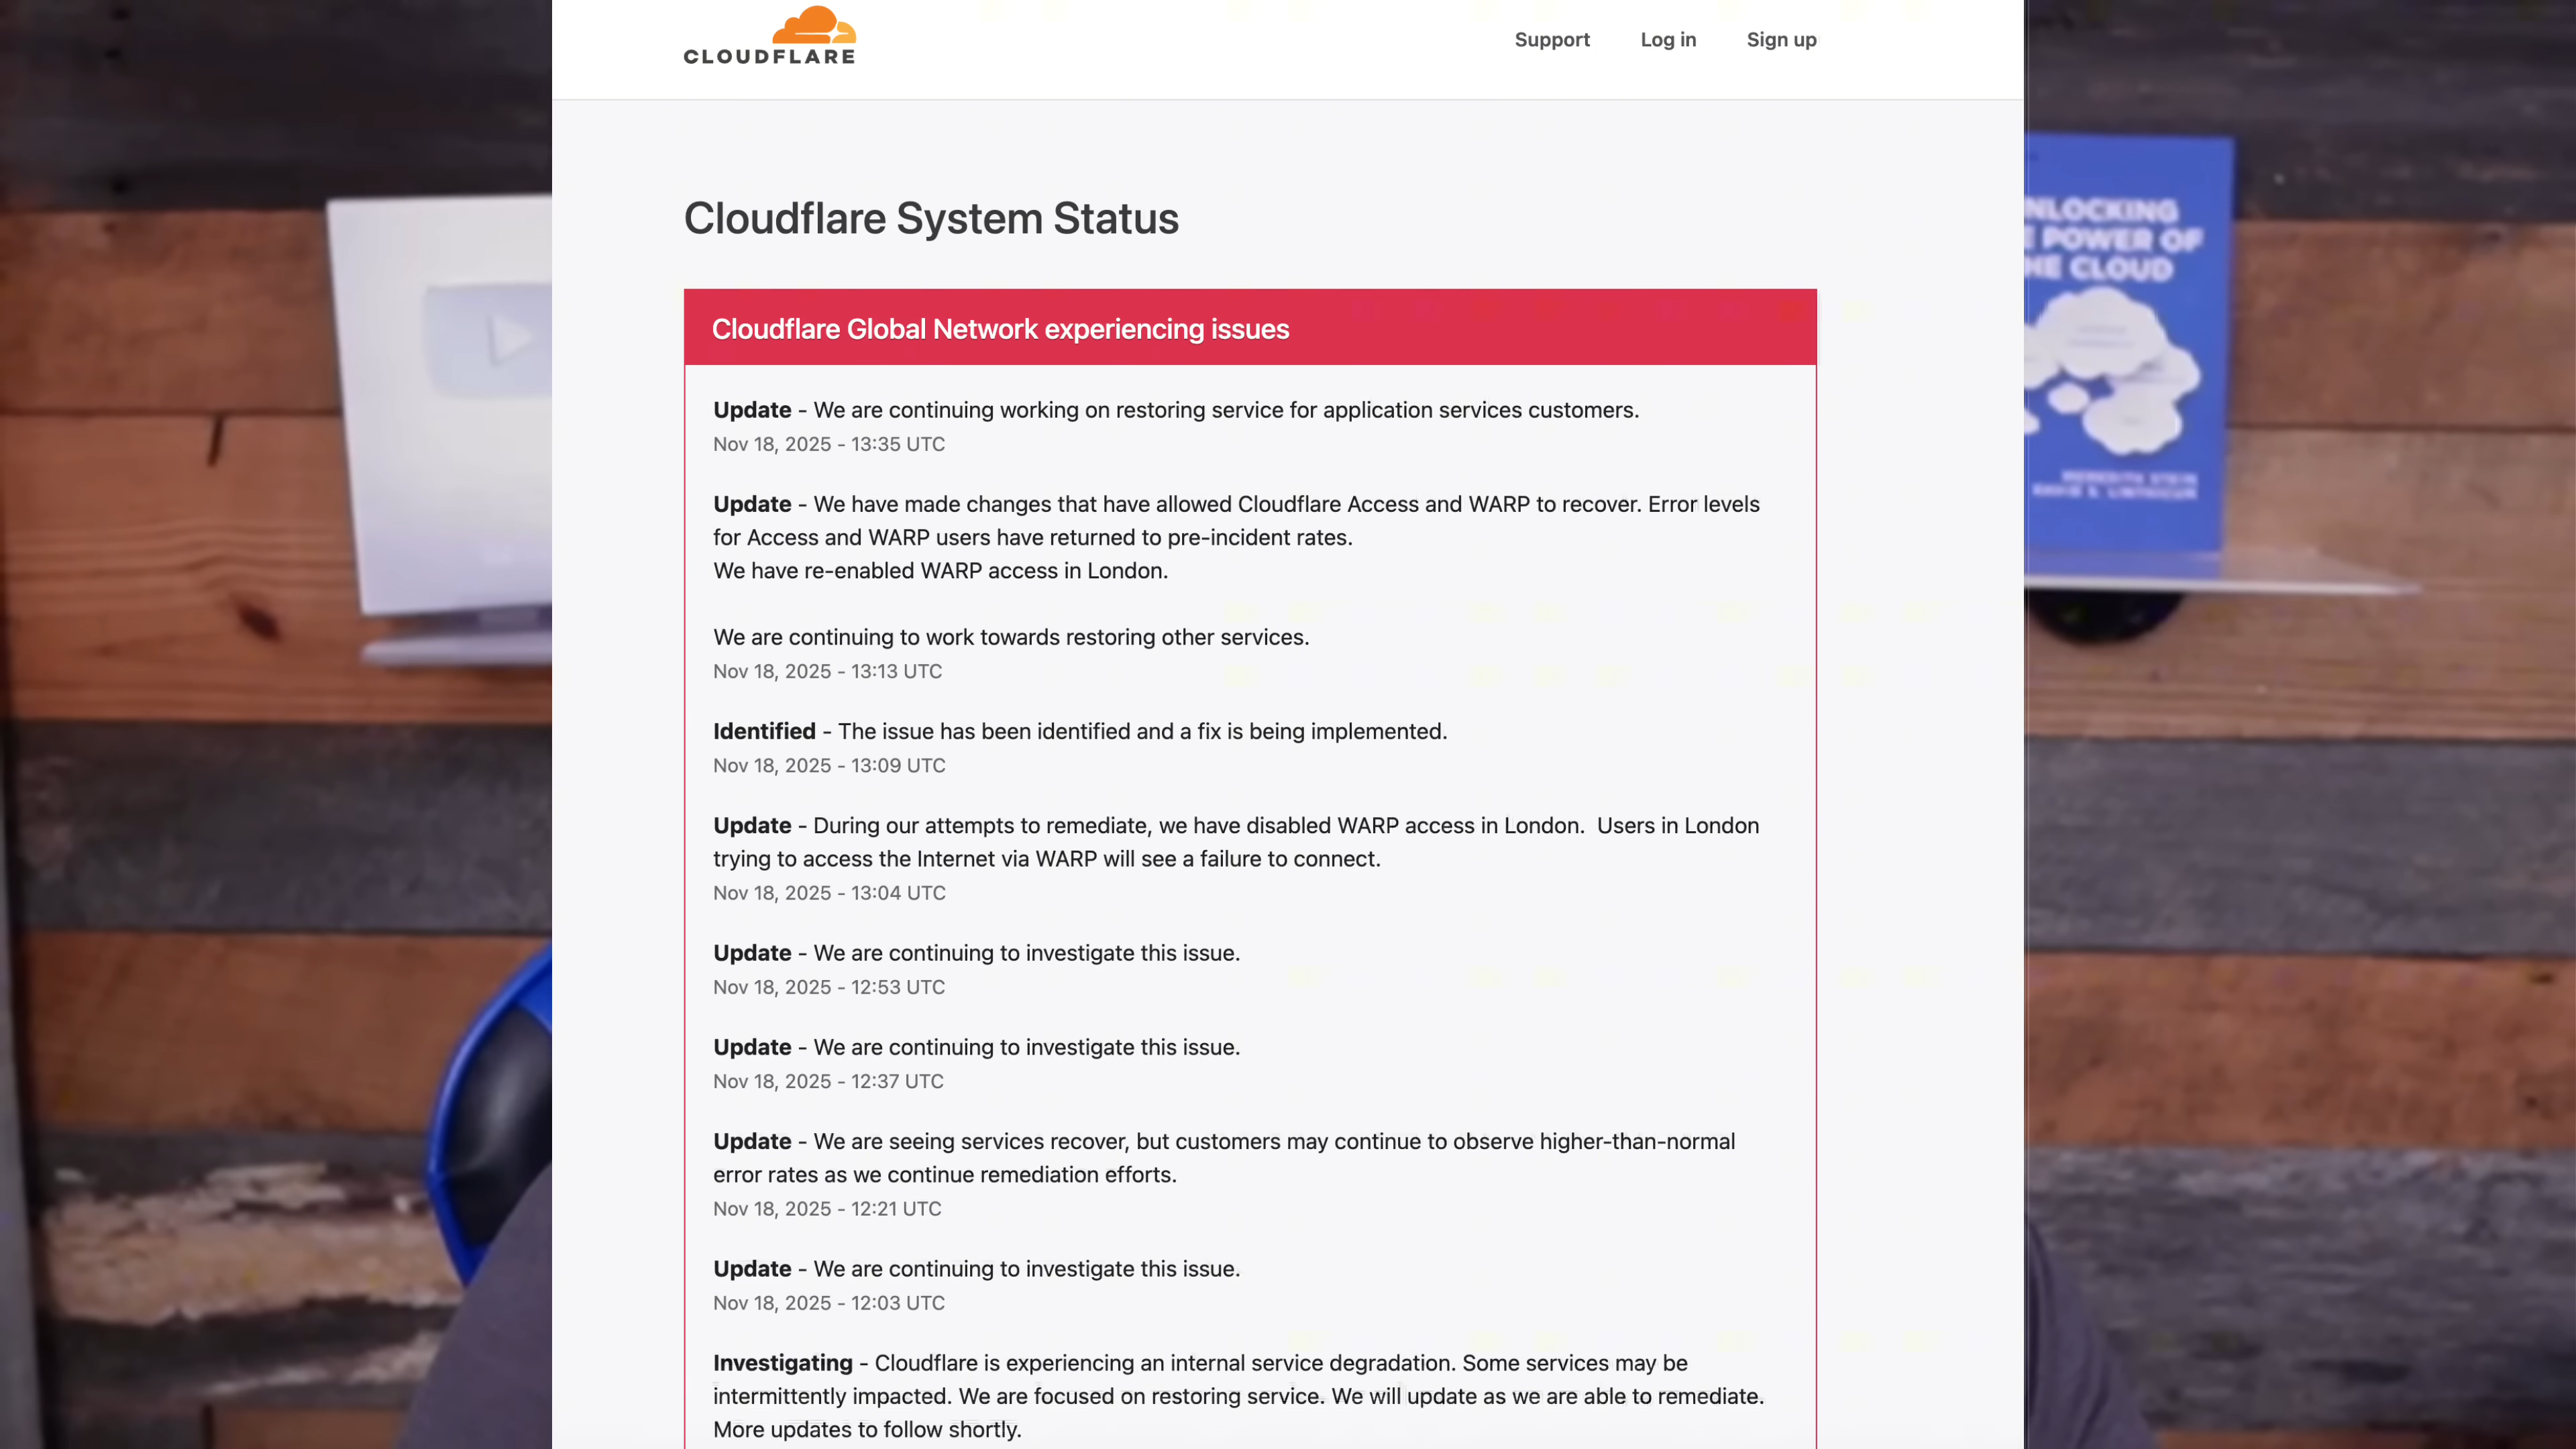 CLOUDFLARE
Support Log in Sign up
Cloudflare System Status
Cloudflare Global Network experiencing issues
Update - We are continuing working on restoring service for application services customers.
Nov 18, 2025 - 13:35 UTC
Update - We have made changes that have allowed Cloudflare Access and WARP to recover. Error levels
for Access and WARP users have returned to pre-incident rates.
We have re-enabled WARP access in London.
We are continuing to work towards restoring other services.
Nov 18, 2025 - 13:13 UTC
Identified - The issue has been identified and a fix is being implemented.
Nov 18, 2025 - 13:09 UTC
Update - During our attempts to remediate, we have disabled WARP access in London.  Users in London
trying to access the Internet via WARP will see a failure to connect.
Nov 18, 2025 - 13:04 UTC
Update - We are continuing to investigate this issue.
Nov 18, 2025 - 12:53 UTC
Update - We are continuing to investigate this issue.
Nov 18, 2025 - 12:37 UTC
Update - We are seeing services recover, but customers may continue to observe higher-than-normal
error rates as we continue remediation efforts.
Nov 18, 2025 - 12:21 UTC
Update - We are continuing to investigate this issue.
Nov 18, 2025 - 12:03 UTC
Investigating - Cloudflare is experiencing an internal service degradation. Some services may be
intermittently impacted. We are focused on restoring service. We will update as we are able to remediate.
More updates to follow shortly.
NLOCKING
E POWER OF
HE CLOUD